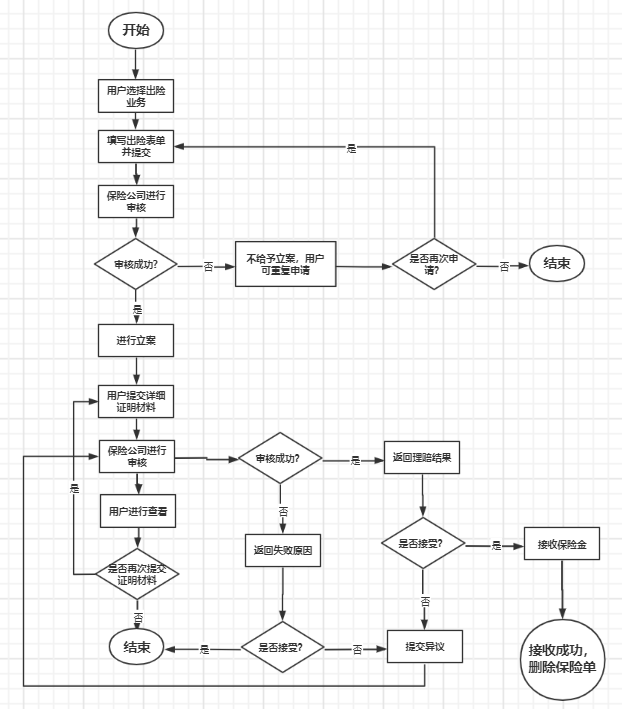 开始
用户选择出险
业务
填写出险表单
并提交
是
保险公司进行
审核
审核成功?
否
不给予立案，用户
可重复申请
是否再次申
请?
否
结束
是
进行立案
用户提交详细
证明材料
保险公司进行
审核
审核成功?
是
返回理赔结果
是
用户进行查看
否
返回失败原因
是否接受?
是
接收保险金
是否再次提交
证明材料
否
否
结束
是
是否接受?
否
提交异议
接收成功，
删除保险单